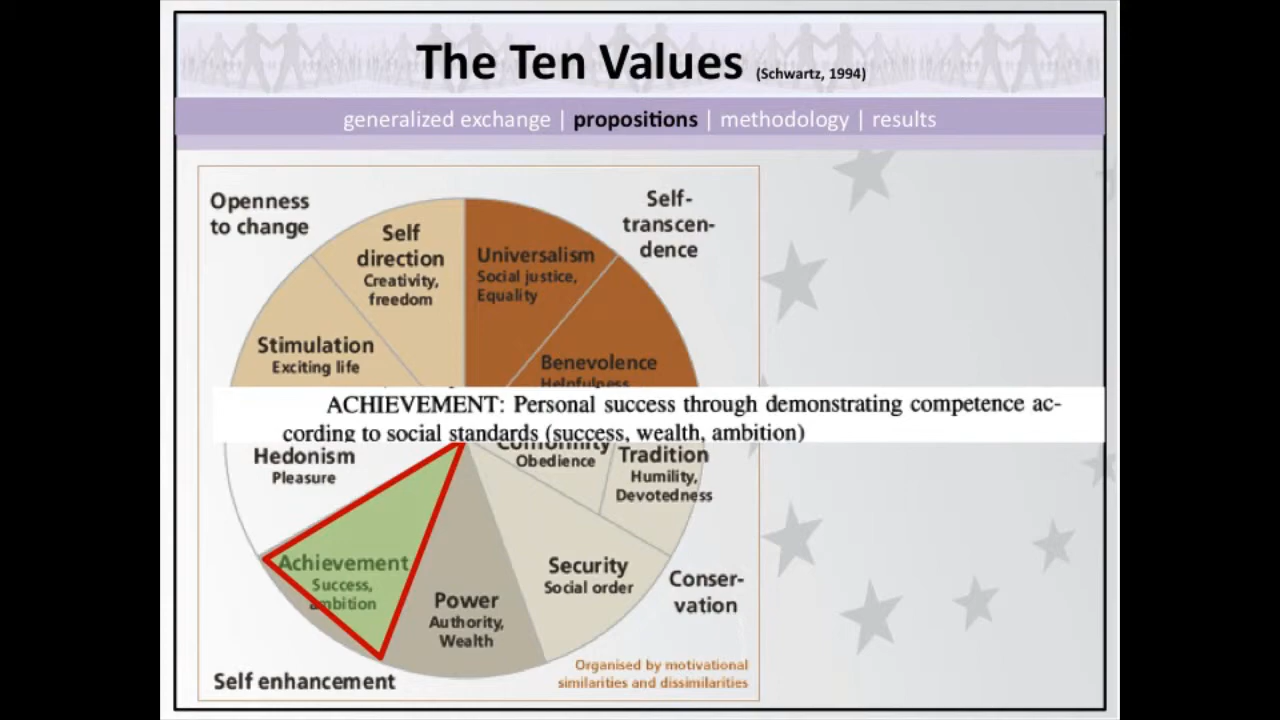 The Ten Values (Schwartz, 1994)
generalized exchange | propositions | methodology | results
Openness
to change
Self
direction
Creativity,
freedom
Universalism
Social justice,
Equality
Self-
transcen-
dence
Stimulation
Exciting life
Benevolence
Helpfulness
ACHIEVEMENT: Personal success through demonstrating competence ac-
cording to social standards (success, wealth, ambition)
Hedonism
Pleasure
Conformity
Obedience
Tradition
Humility,
Devotedness
Achievement
Success,
ambition
Power
Authority,
Wealth
Security
Social order
Conser-
vation
Self enhancement
Organised by motivational
similarities and dissimilarities